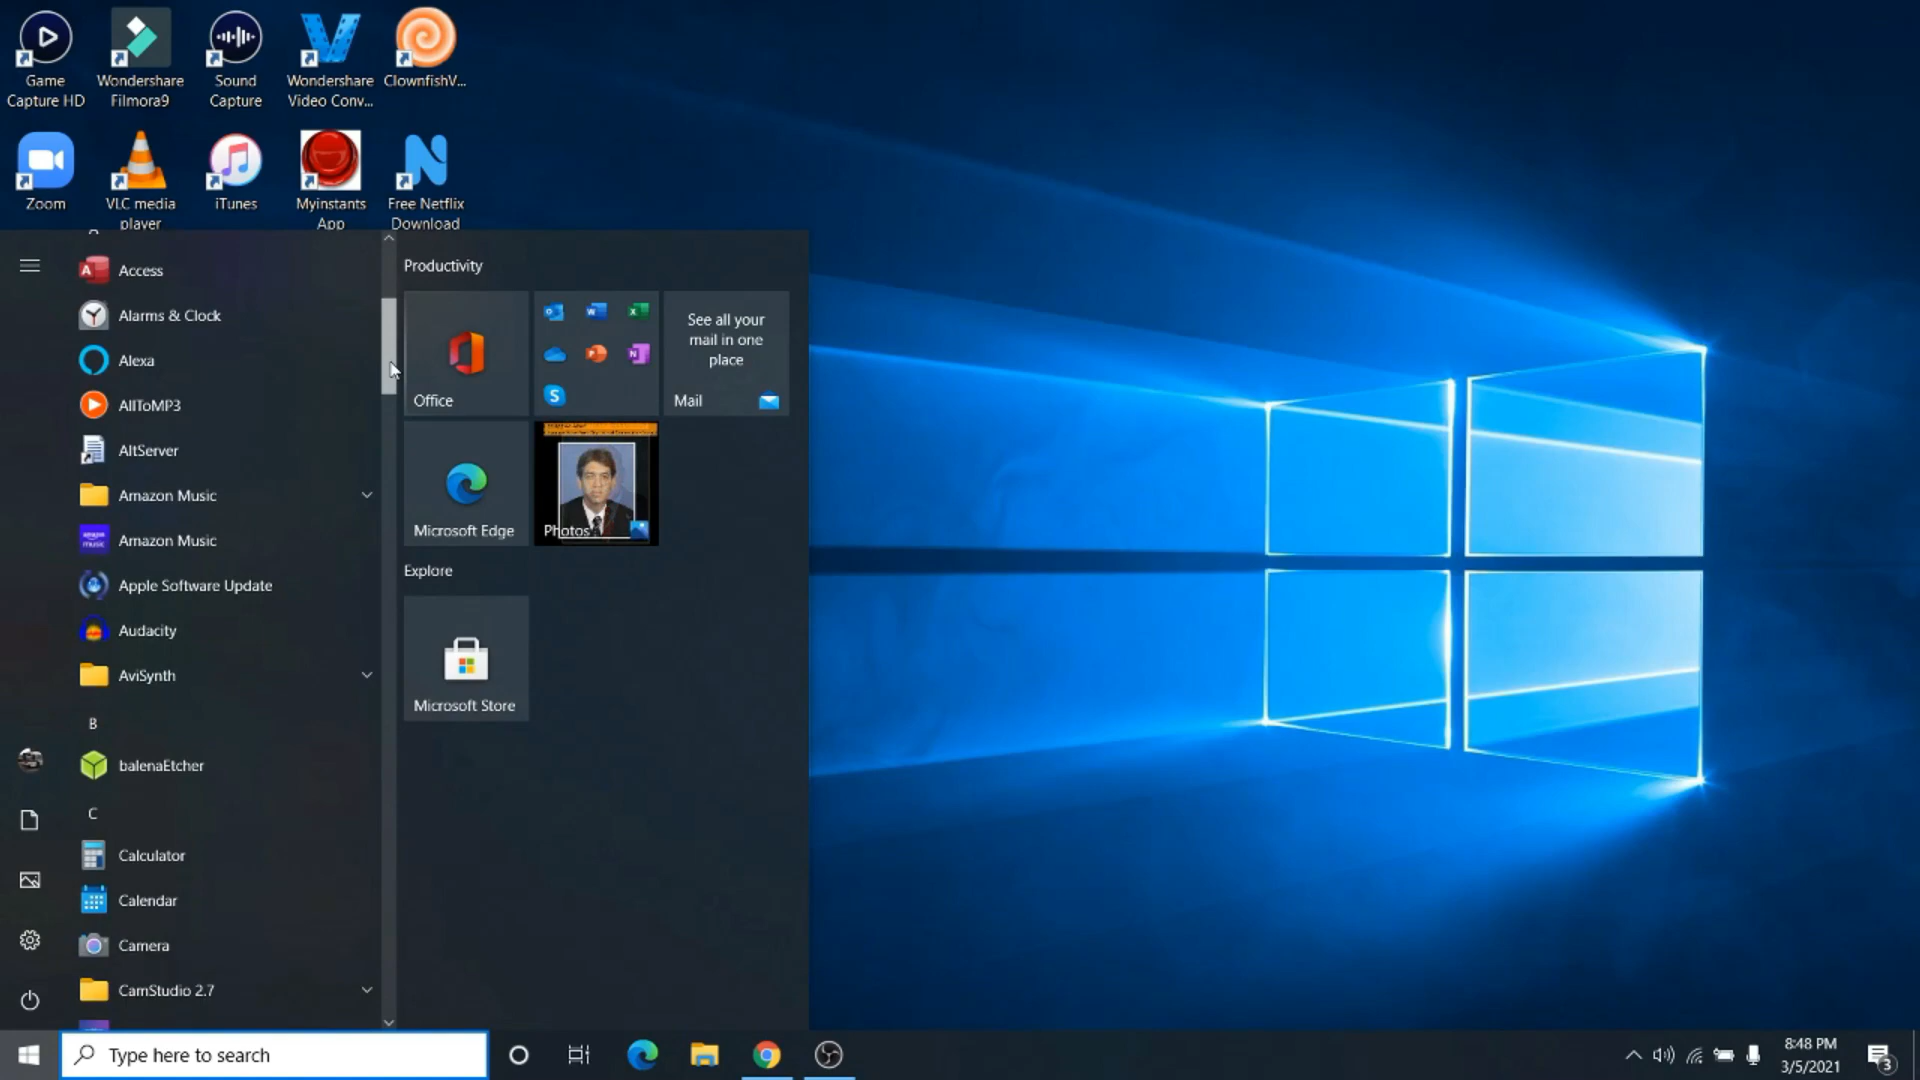 Game
Capture HD
Wondershare
Filmora9
Sound
Capture
Wondershare
Video Conv...
ClownfishV...
Zoom
VLC media
player
iTunes
Myinstants
App
Free Netflix
Download
Access
Alarms & Clock
Alexa
AllToMP3
AltServer
Amazon Music
Amazon Music
Apple Software Update
Audacity
AviSynth
B
balenaEtcher
C
Calculator
Calendar
Camera
CamStudio 2.7
Productivity
Office
See all your
mail in one
place
Mail
Microsoft Edge
Photos
Explore
Microsoft Store
Type here to search
8:48 PM
3/5/2021
3